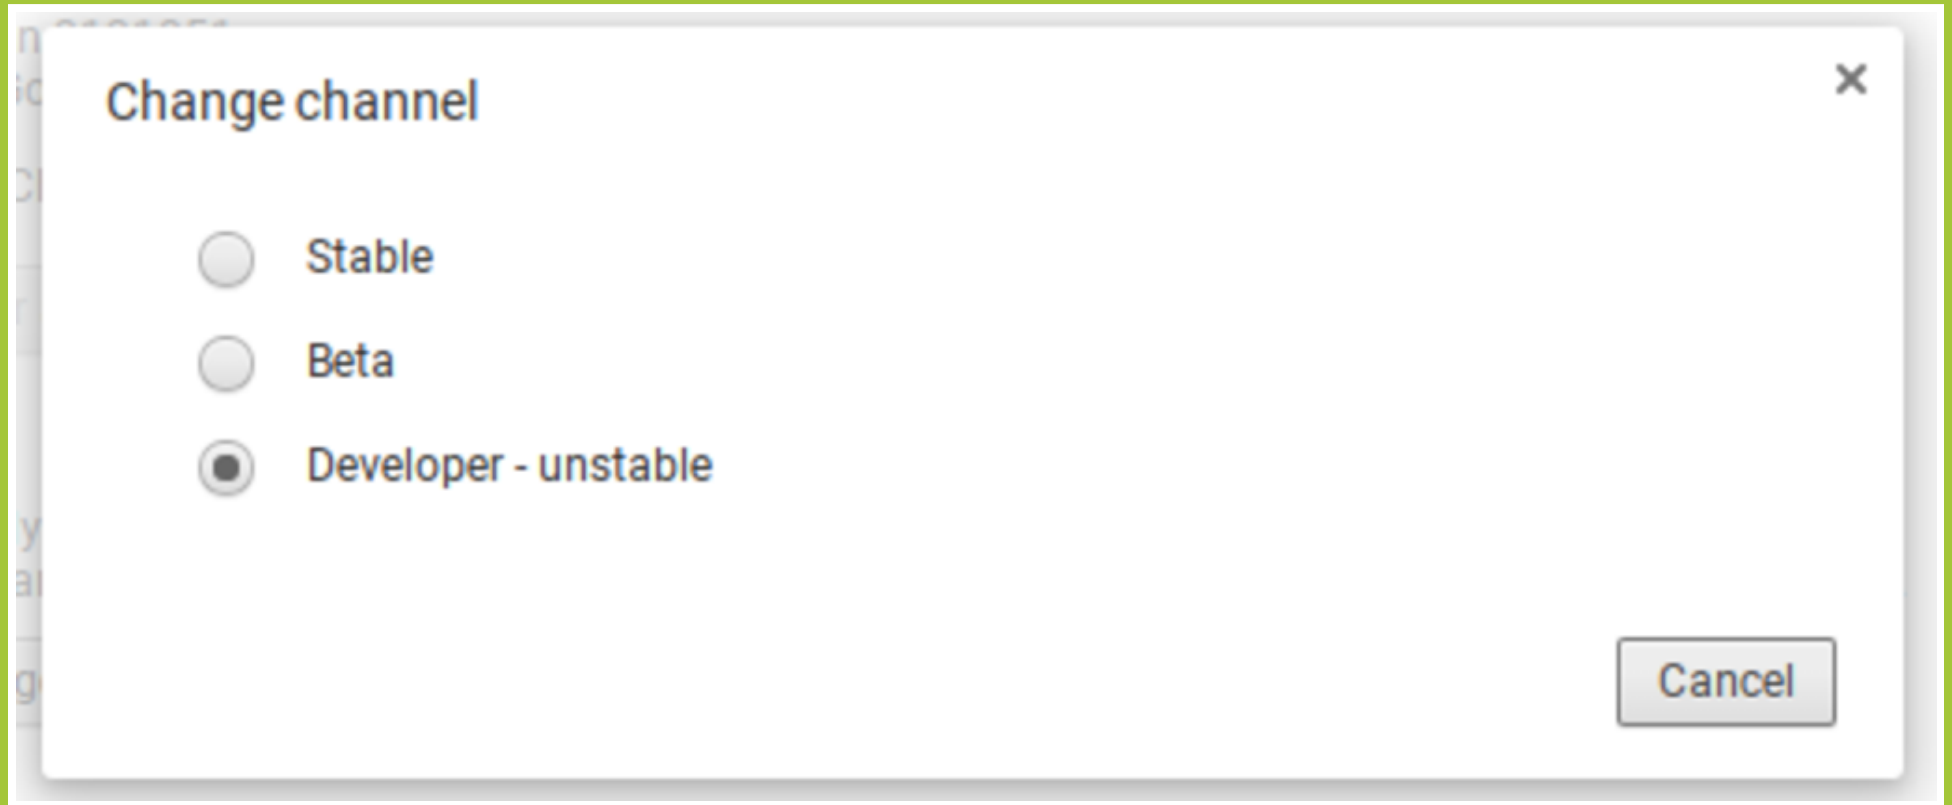 Change channel
Stable
Beta
Developer - unstable
Cancel